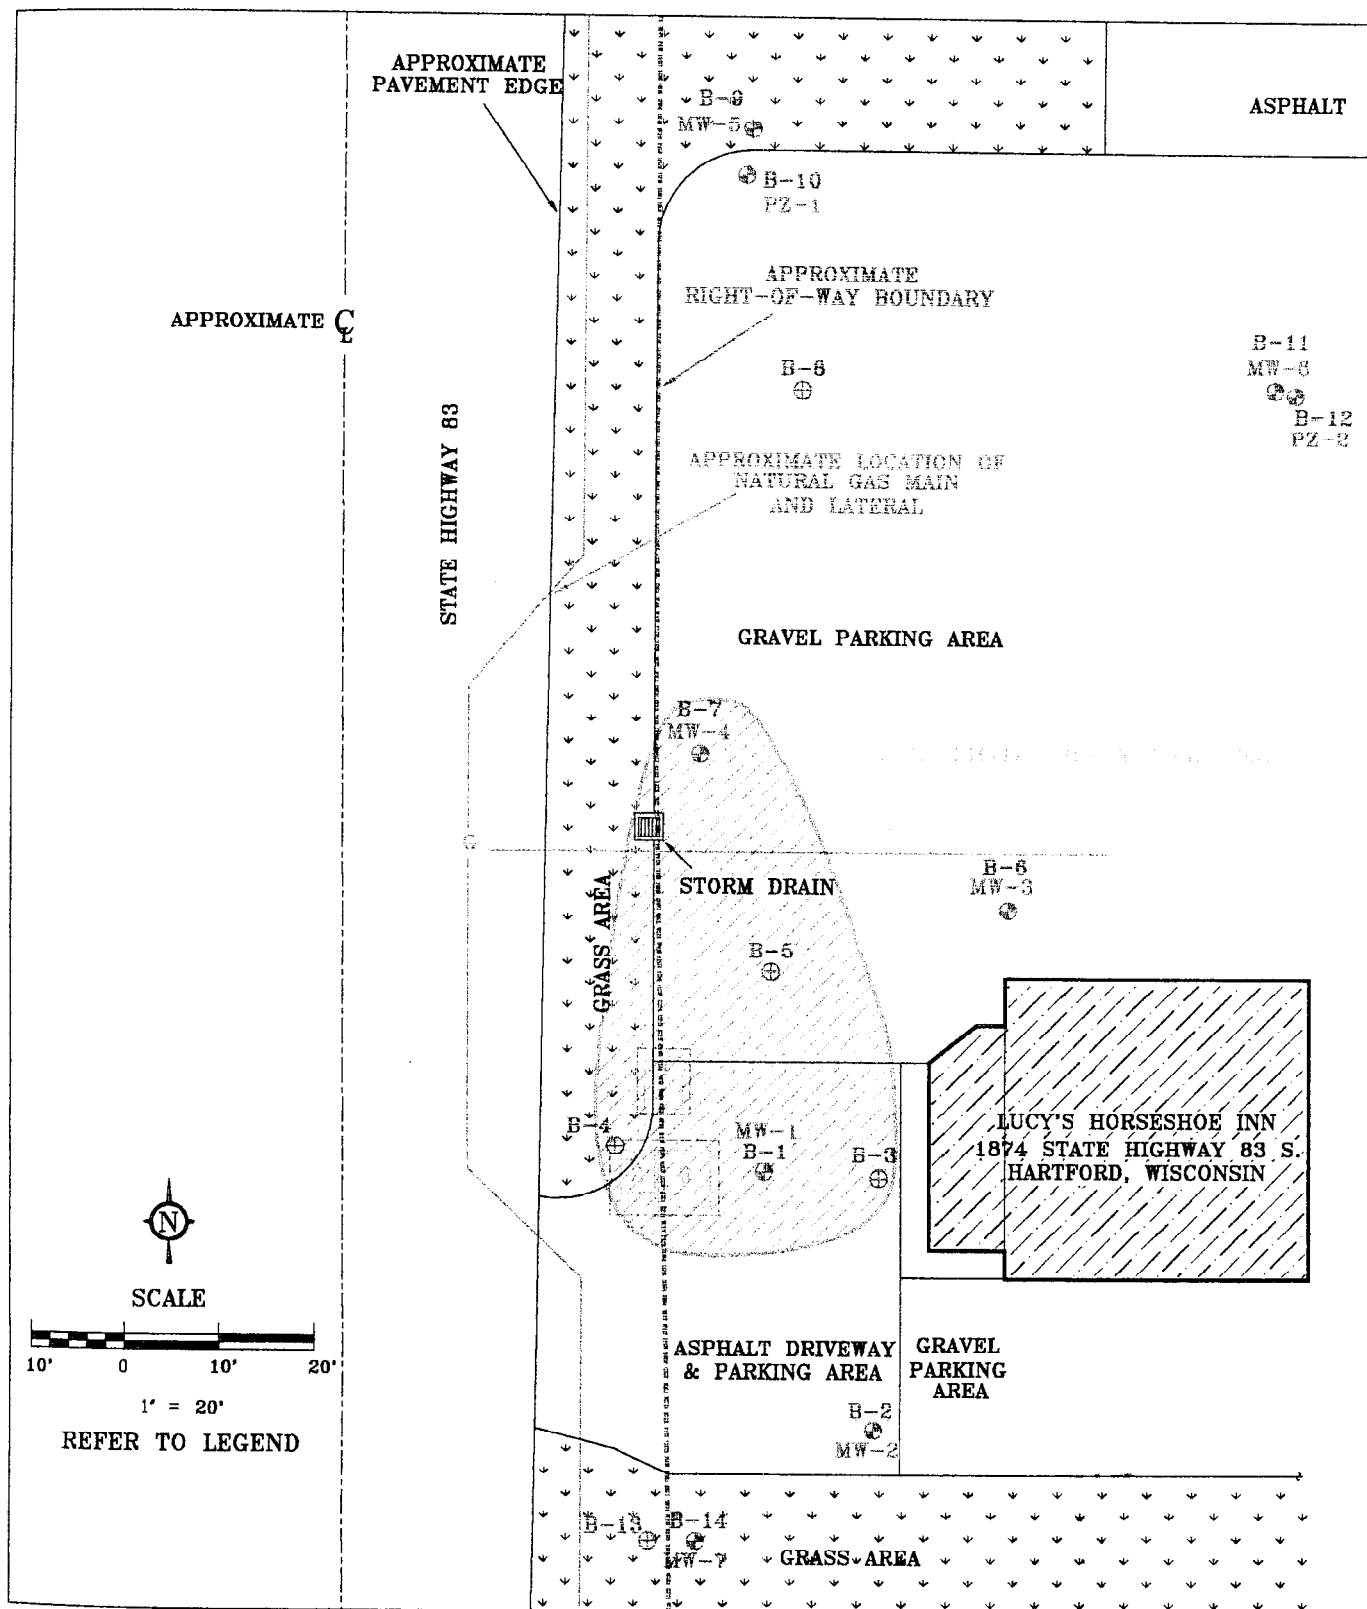 APPROXIMATE
PAVEMENT EDGE
B-9
MW-5
ASPHALT
B-10
PZ-1
APPROXIMATE
RIGHT-OF-WAY BOUNDARY
APPROXIMATE ℄
B-8
B-11
MW-6
B-12
PZ-2
STATE HIGHWAY 83
APPROXIMATE LOCATION OF
NATURAL GAS MAIN
AND LATERAL
GRAVEL PARKING AREA
B-7
MW-4
G
STORM DRAIN
B-6
MW-3
GRASS AREA
B-5
B-4
MW-1
B-1
B-3
LUCY'S HORSESHOE INN
1874 STATE HIGHWAY 83 S.
HARTFORD, WISCONSIN
N
SCALE
10' 0 10' 20'
1" = 20'
REFER TO LEGEND
ASPHALT DRIVEWAY
& PARKING AREA
GRAVEL
PARKING
AREA
B-2
MW-2
B-13
B-14
MW-7
GRASS AREA